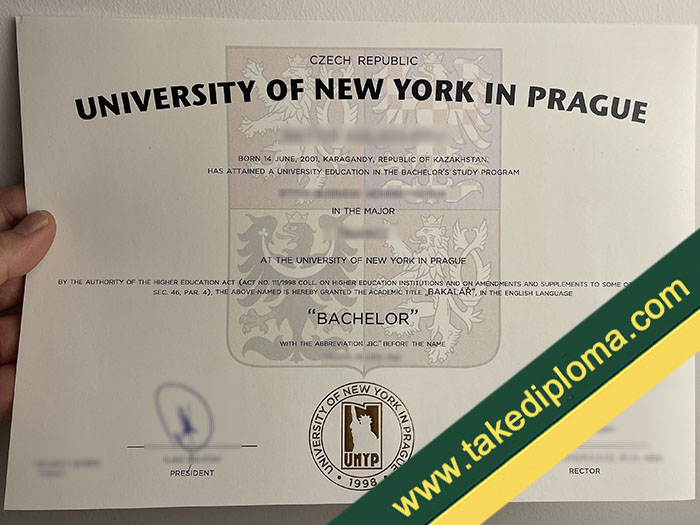 CZECH REPUBLIC
UNIVERSITY OF NEW YORK IN PRAGUE
BORN 14 JUNE, 2001, KARAGANDY, REPUBLIC OF KAZAKHSTAN.
HAS ATTAINED A UNIVERSITY EDUCATION IN THE BACHELOR'S STUDY PROGRAM
IN THE MAJOR
AT THE UNIVERSITY OF NEW YORK IN PRAGUE
BY THE AUTHORITY OF THE HIGHER EDUCATION ACT (ACT NO. 111/1998 COLL. ON HIGHER EDUCATION INSTITUTIONS AND ON AMENDMENTS AND SUPPLEMENTS TO SOME
SEC. 46, PAR. 4), THE ABOVE-NAMED IS HEREBY GRANTED THE ACADEMIC TITLE „BAKALÁŘ”, IN THE ENGLISH LANGUAGE
“BACHELOR”
WITH THE ABBREVIATION „BC.” BEFORE THE NAME
UNIVERSITY OF NEW YORK IN PRAGUE
UNYP
• 1998 •
PRESIDENT
RECTOR
www.takediploma.com